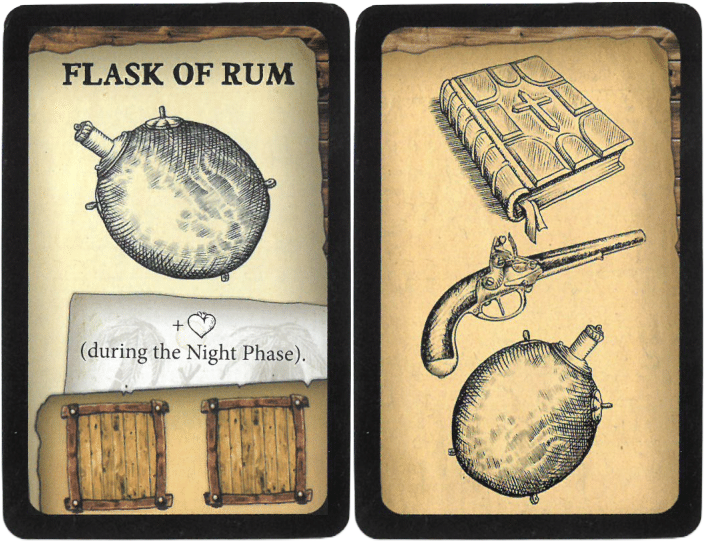 FLASK OF RUM
+
(during the Night Phase).